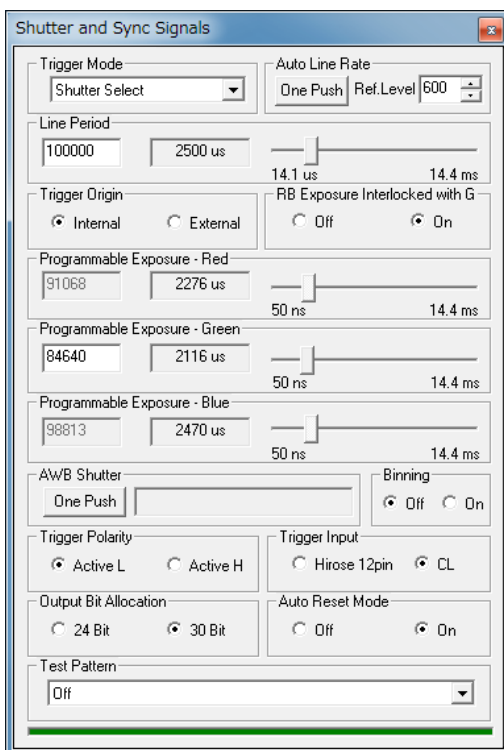 Shutter and Sync Signals
Trigger Mode
Shutter Select
Auto Line Rate
One Push Ref.Level 600
Line Period
100000 2500 us
14.1 us 14.4 ms
Trigger Origin
Internal External
RB Exposure Interlocked with G
Off On
Programmable Exposure - Red
91068 2276 us
50 ns 14.4 ms
Programmable Exposure - Green
84640 2116 us
50 ns 14.4 ms
Programmable Exposure - Blue
98813 2470 us
50 ns 14.4 ms
AWB Shutter
One Push
Binning
Off On
Trigger Polarity
Active L Active H
Trigger Input
Hirose 12pin CL
Output Bit Allocation
24 Bit 30 Bit
Auto Reset Mode
Off On
Test Pattern
Off